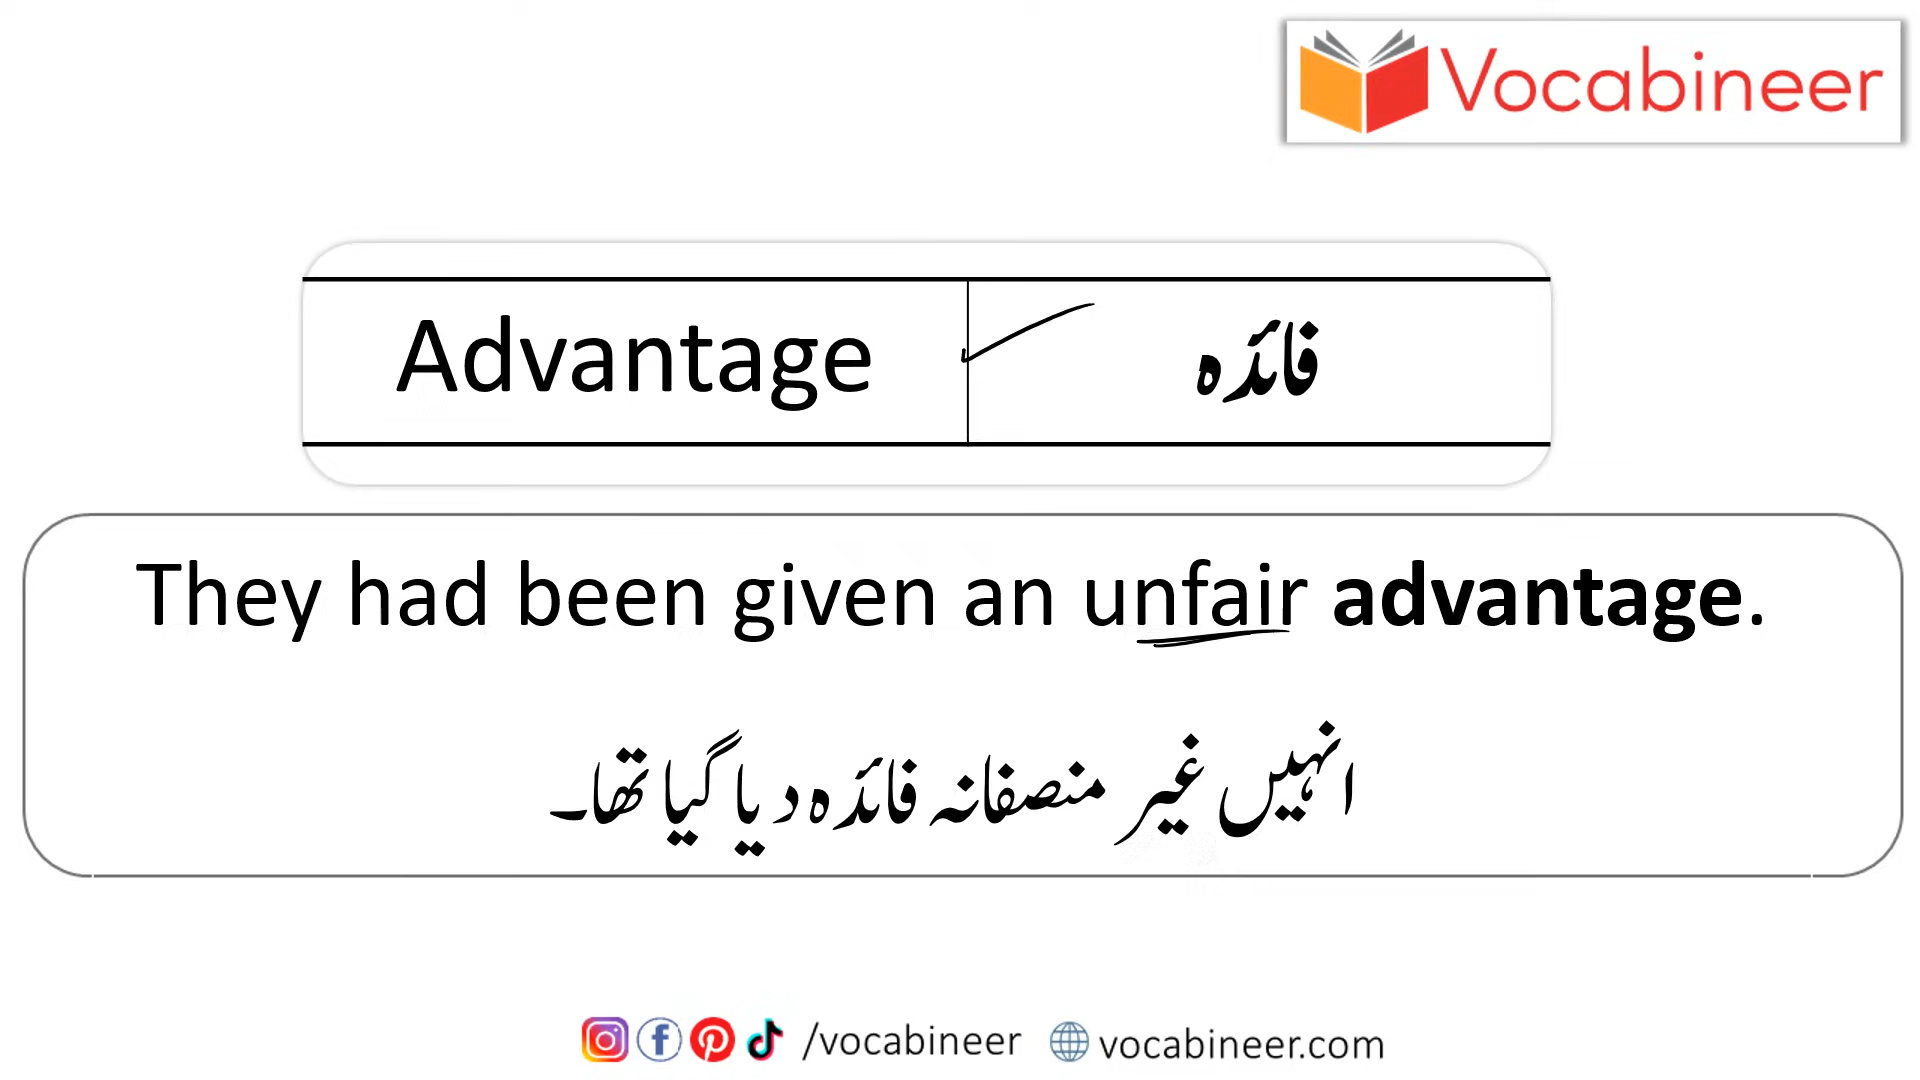 Vocabineer
Advantage
فائدہ
They had been given an unfair advantage.
انہیں غیر منصفانہ فائدہ دیا گیا تھا۔
/vocabineer
vocabineer.com